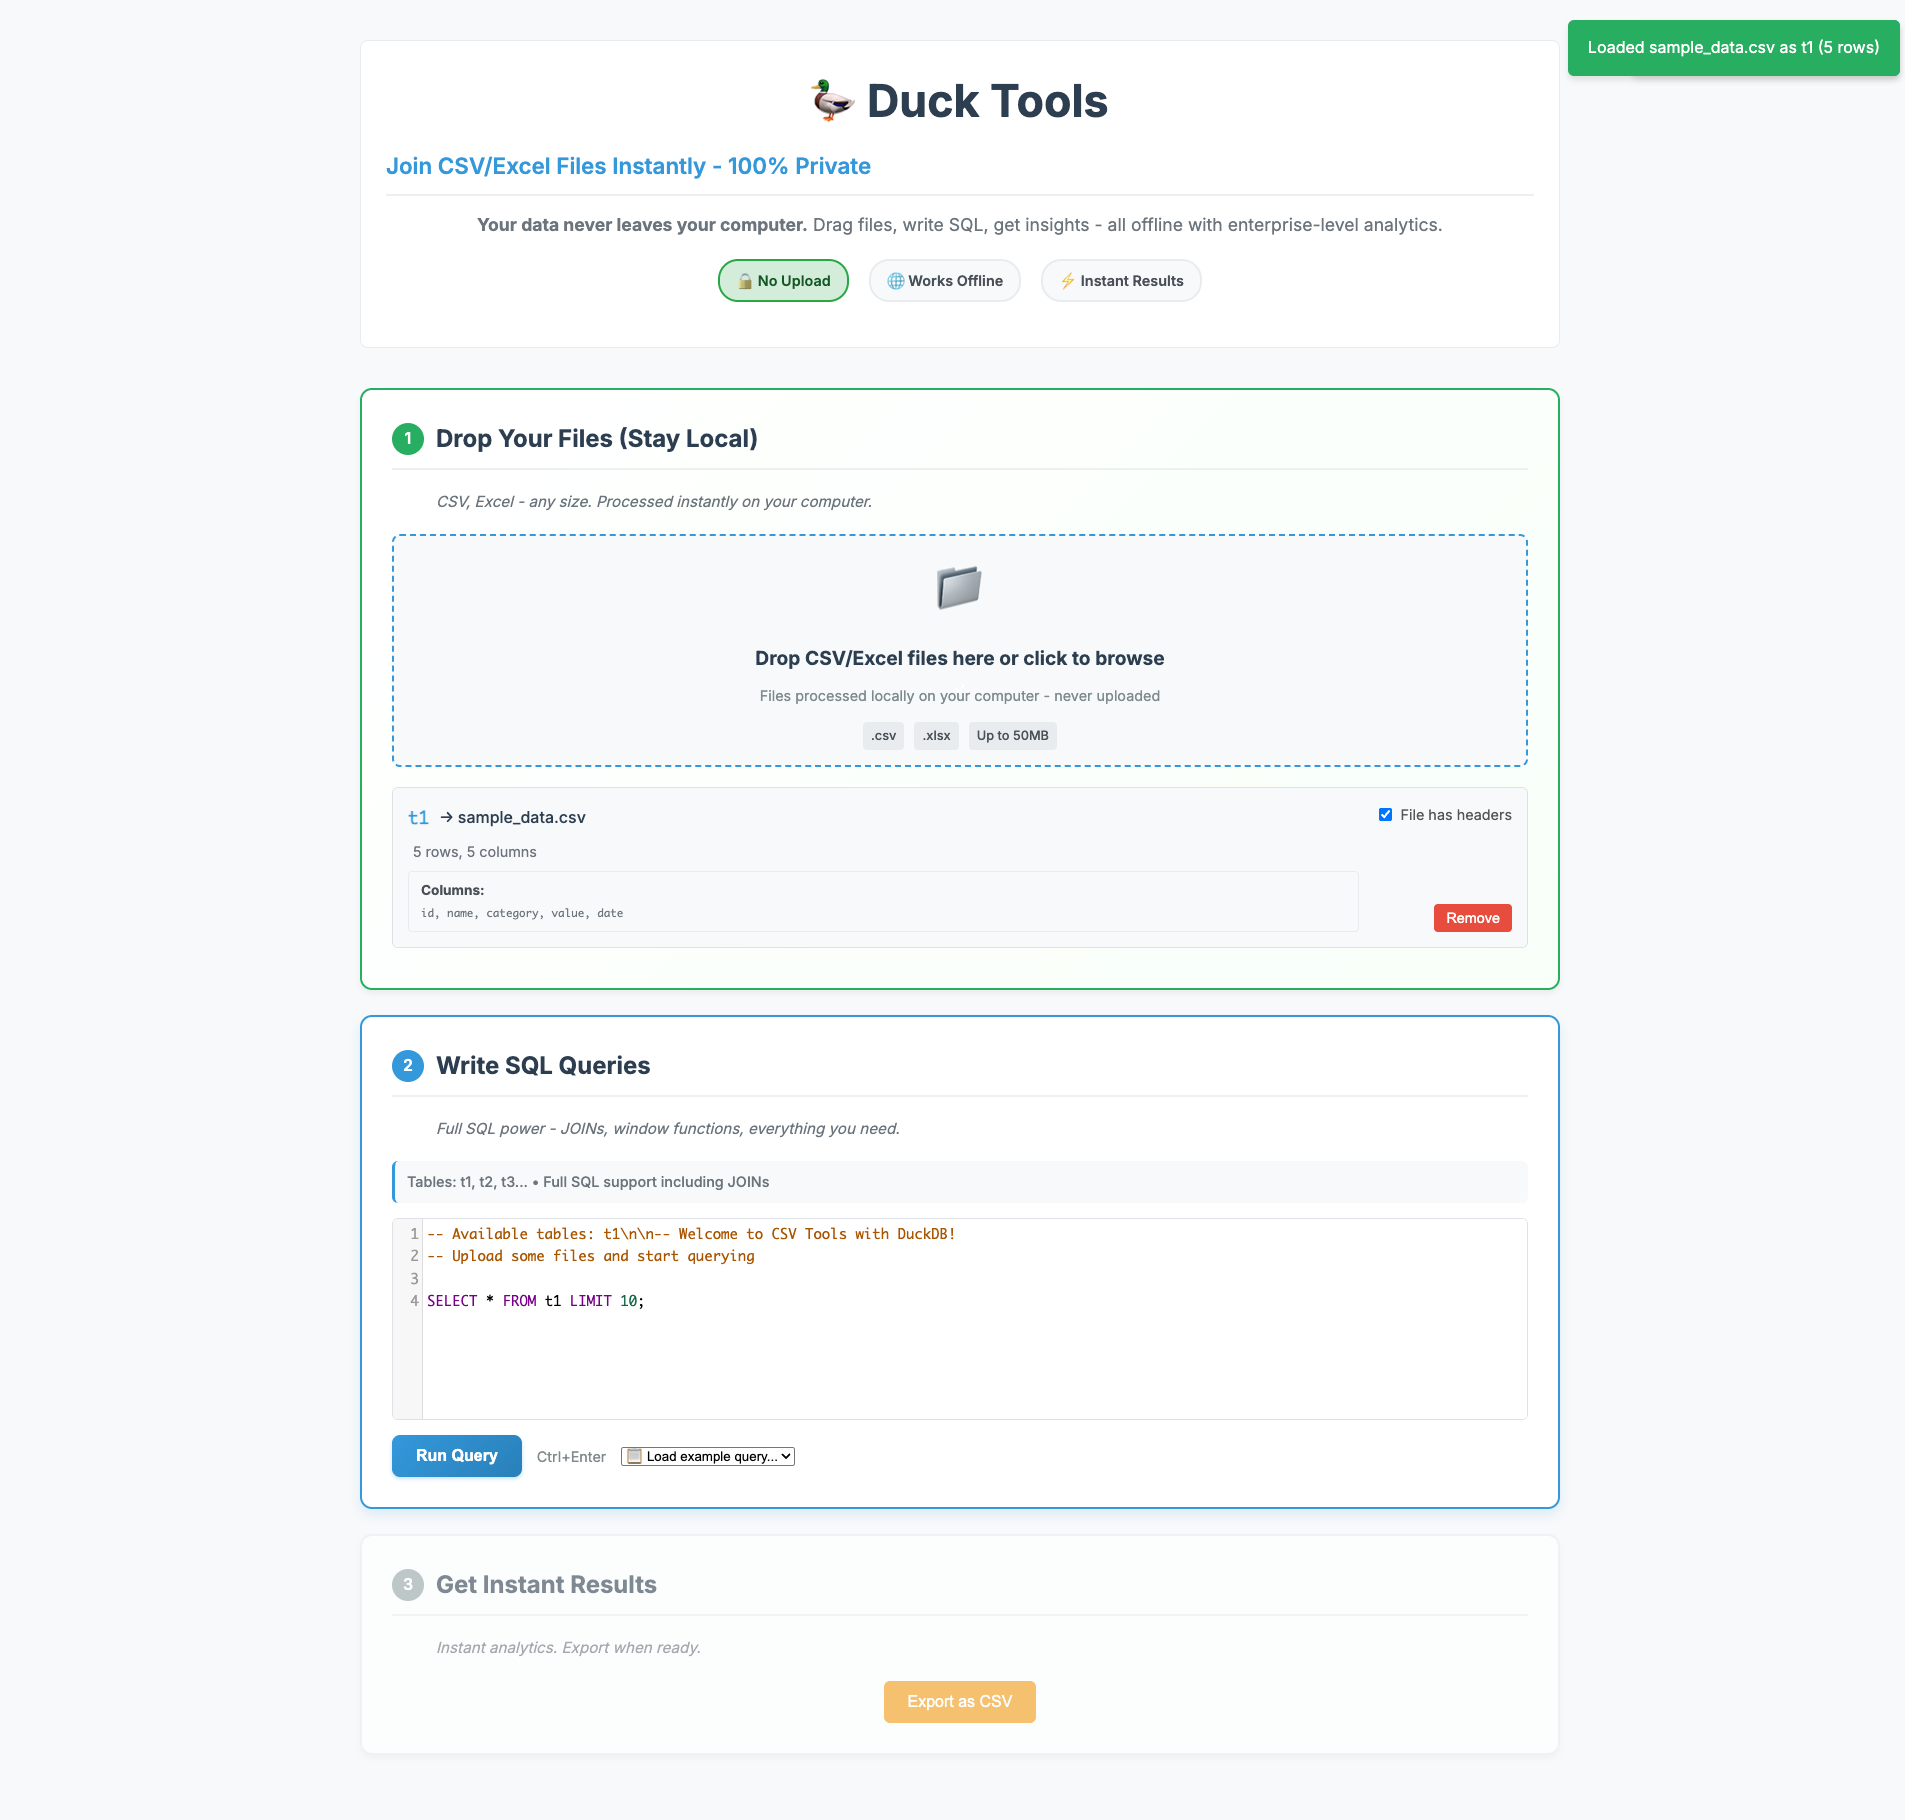 Loaded sample_data.csv as t1 (5 rows)
🦆 Duck Tools
Join CSV/Excel Files Instantly - 100% Private
Your data never leaves your computer. Drag files, write SQL, get insights - all offline with enterprise-level analytics.
🔒 No Upload
🌐 Works Offline
⚡ Instant Results
1 Drop Your Files (Stay Local)
CSV, Excel - any size. Processed instantly on your computer.
📁
Drop CSV/Excel files here or click to browse
Files processed locally on your computer - never uploaded
.csv .xlsx Up to 50MB
t1 → sample_data.csv
File has headers
5 rows, 5 columns
Columns:
id, name, category, value, date
Remove
2 Write SQL Queries
Full SQL power - JOINs, window functions, everything you need.
Tables: t1, t2, t3... • Full SQL support including JOINs
1 -- Available tables: t1\n\n-- Welcome to CSV Tools with DuckDB!
2 -- Upload some files and start querying
3
4 SELECT * FROM t1 LIMIT 10;
Run Query Ctrl+Enter 📋 Load example query...
3 Get Instant Results
Instant analytics. Export when ready.
Export as CSV